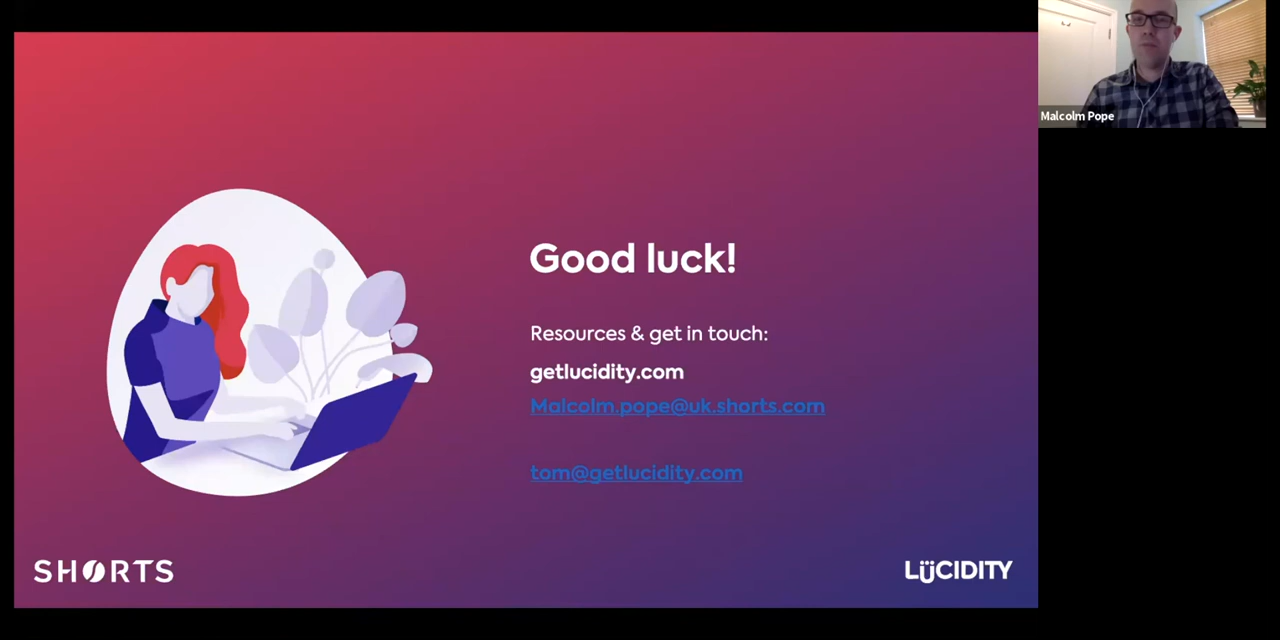 Malcolm Pope
Good luck!
Resources & get in touch:
getlucidity.com
Malcolm.pope@uk.shorts.com
tom@getlucidity.com
SHORTS
LÜCIDITY